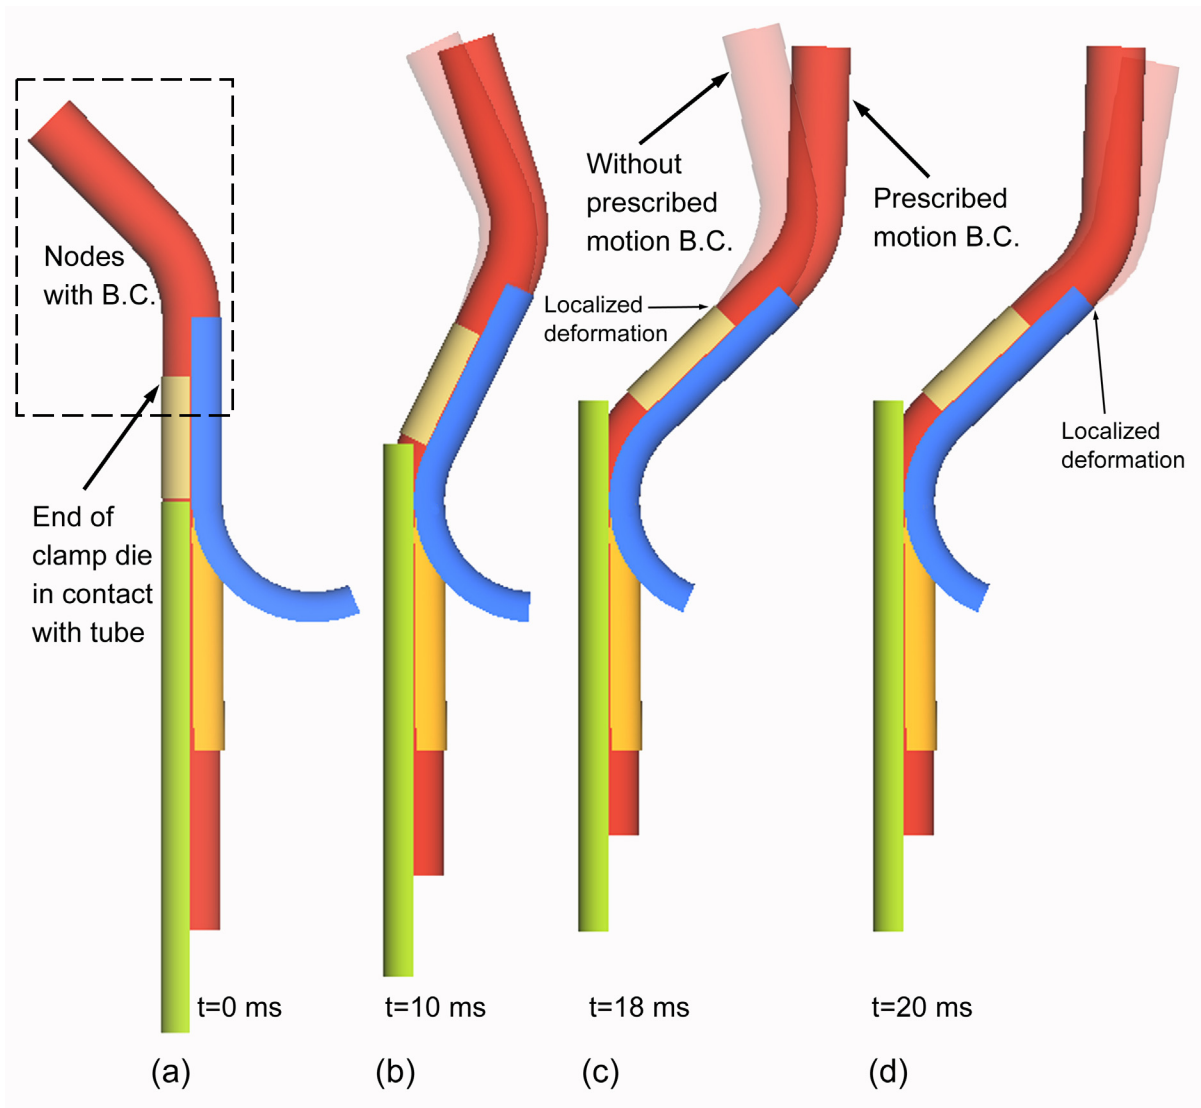 Nodes
with B.C.
End of
clamp die
in contact
with tube
Without
prescribed
motion B.C.
Prescribed
motion B.C.
Localized
deformation
Localized
deformation
t=0 ms
t=10 ms
t=18 ms
t=20 ms
(a)
(b)
(c)
(d)